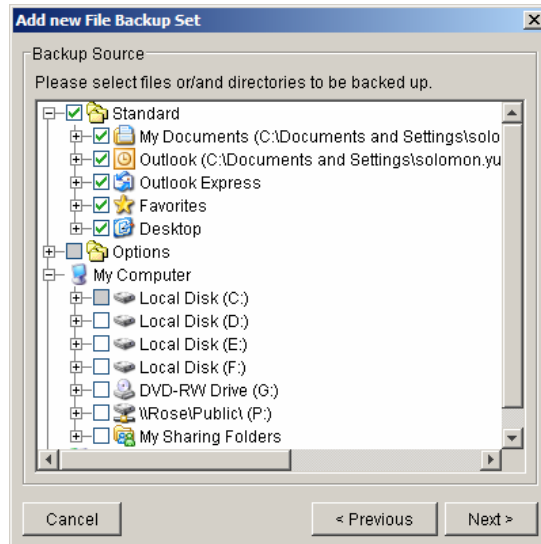 Add new File Backup Set
Backup Source
Please select files or/and directories to be backed up.
Standard
My Documents (C:\Documents and Settings\solo
Outlook (C:\Documents and Settings\solomon.yu
Outlook Express
Favorites
Desktop
Options
My Computer
Local Disk (C:)
Local Disk (D:)
Local Disk (E:)
Local Disk (F:)
DVD-RW Drive (G:)
\\Rose\Public\ (P:)
My Sharing Folders
Cancel
< Previous
Next >